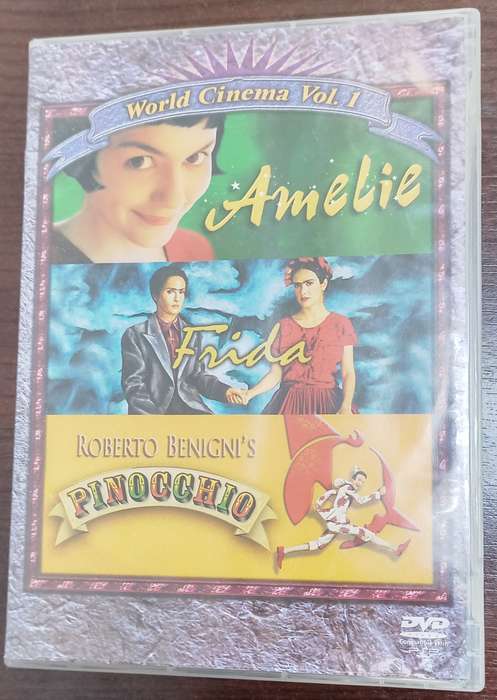 World Cinema Vol. 1
Amelie
Frida
ROBERTO BENIGNI'S
PINOCCHIO
DVD